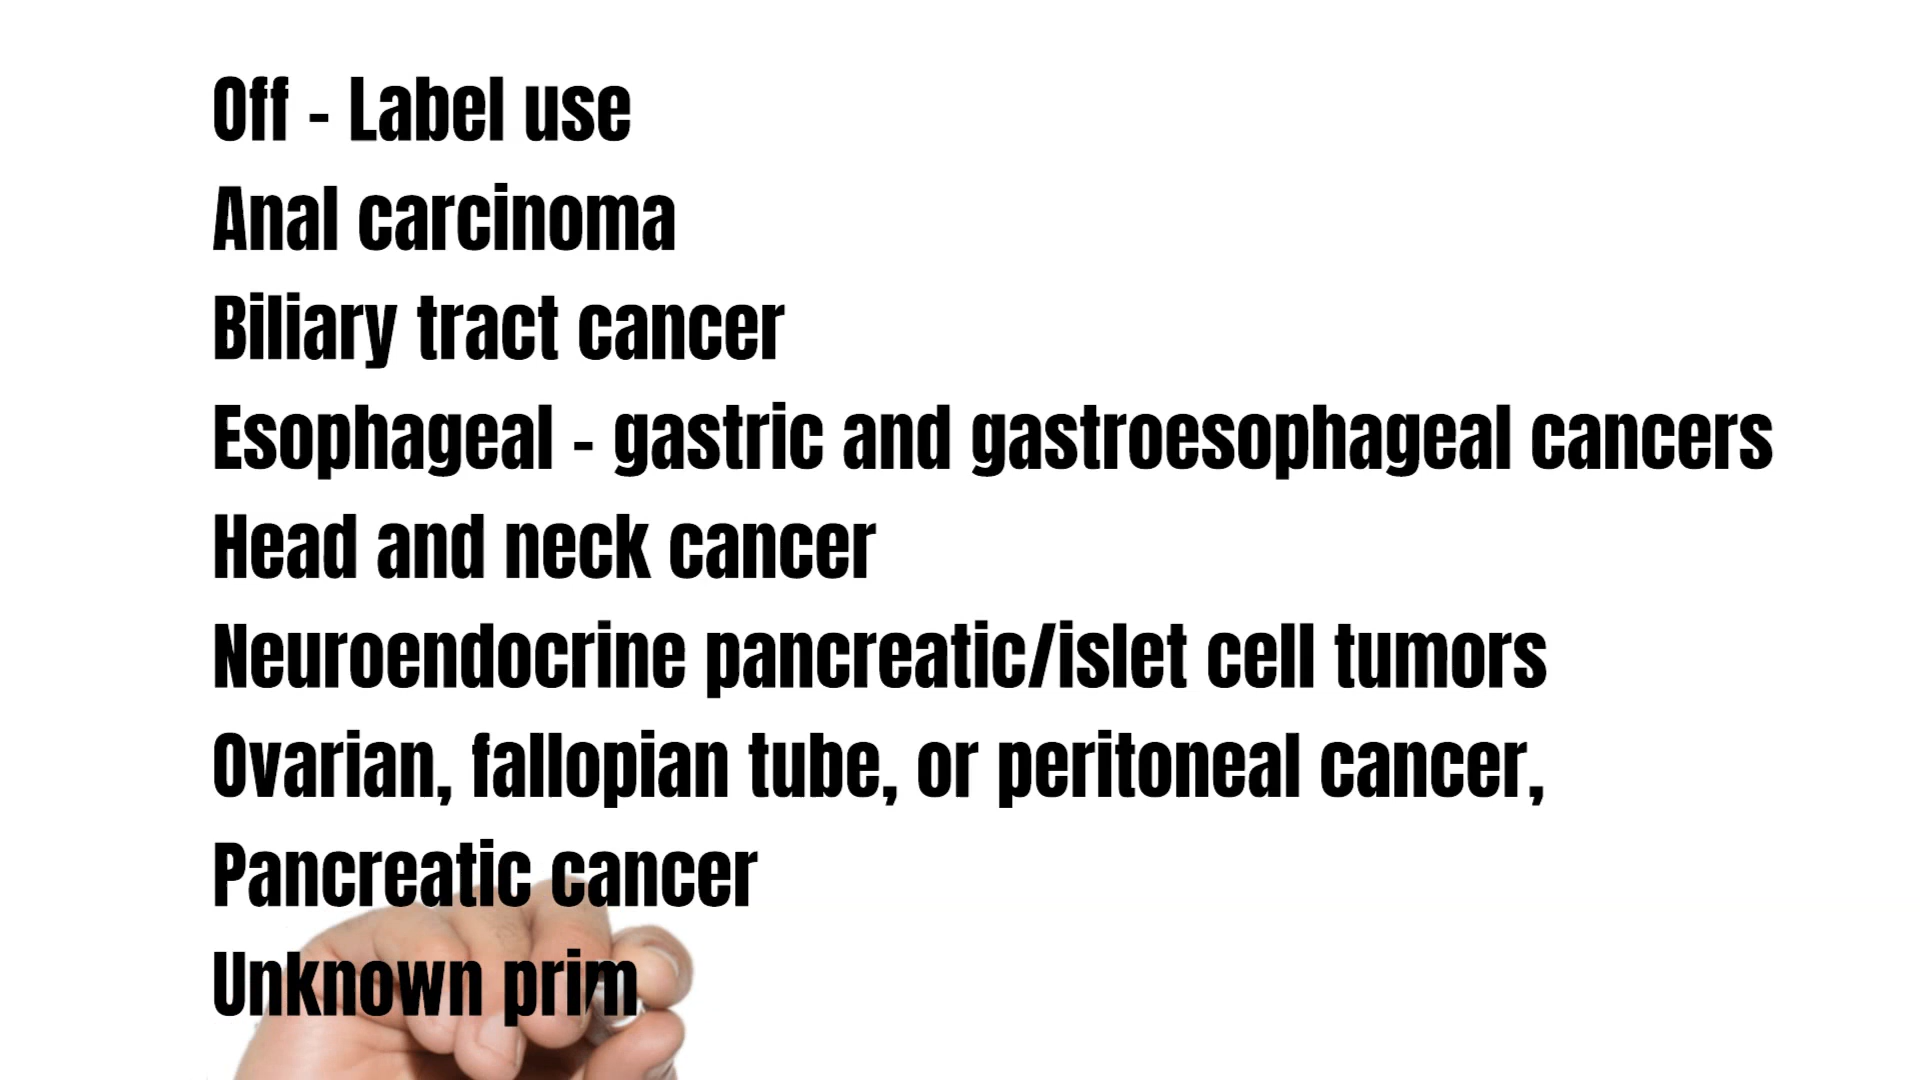 Off - Label use
Anal carcinoma
Biliary tract cancer
Esophageal - gastric and gastroesophageal cancers
Head and neck cancer
Neuroendocrine pancreatic/islet cell tumors
Ovarian, fallopian tube, or peritoneal cancer,
Pancreatic cancer
Unknown prim